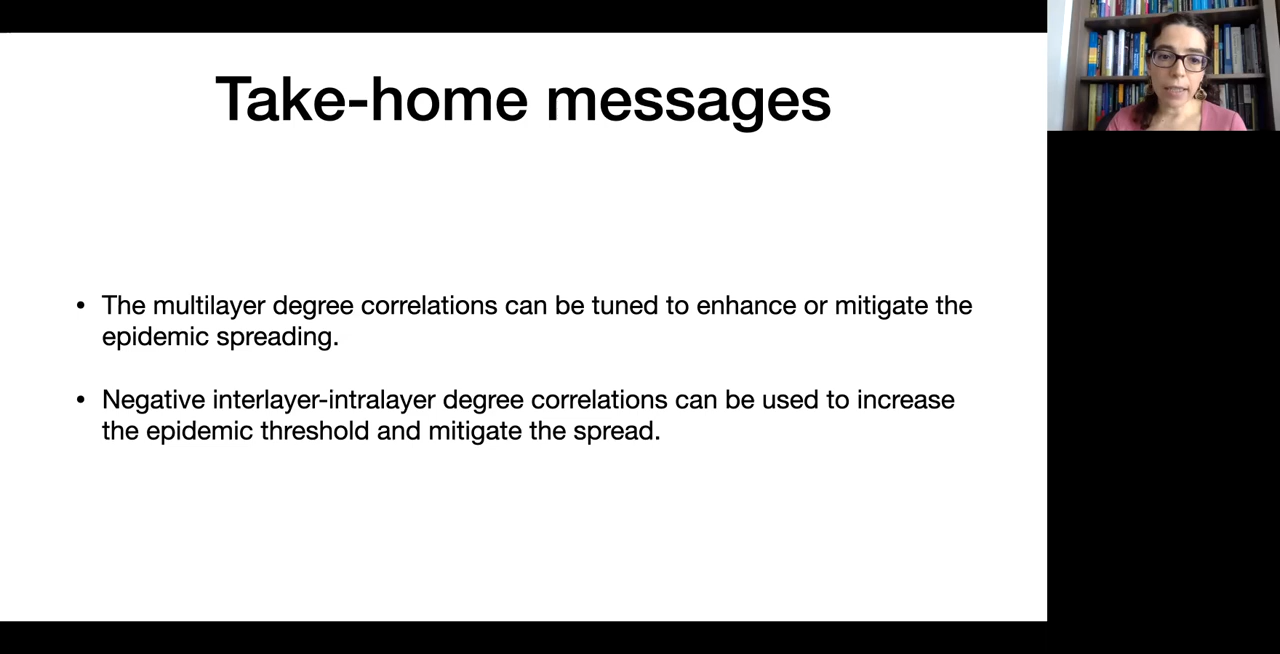 Take-home messages
• The multilayer degree correlations can be tuned to enhance or mitigate the
epidemic spreading.
• Negative interlayer-intralayer degree correlations can be used to increase
the epidemic threshold and mitigate the spread.